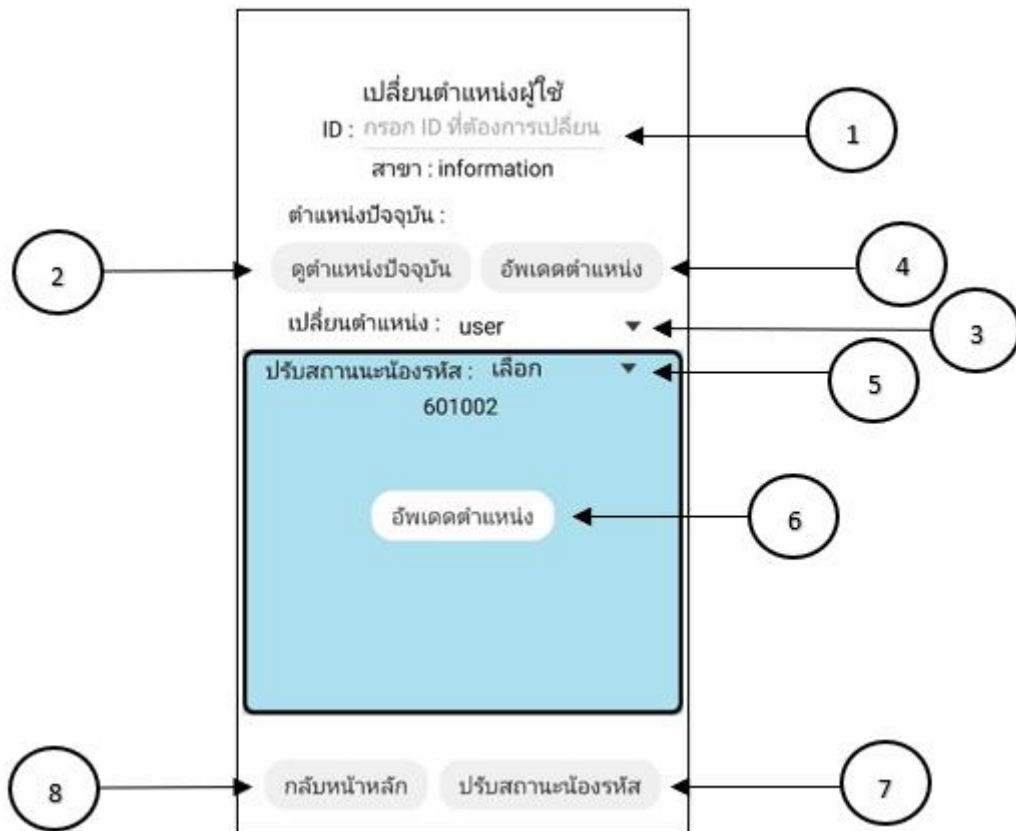 เปลี่ยนตำแหน่งผู้ใช้
ID : กรอก ID ที่ต้องการเปลี่ยน
1
สาขา : information
ตำแหน่งปัจจุบัน :
2
ดูตำแหน่งปัจจุบัน อัพเดดตำแหน่ง
4
เปลี่ยนตำแหน่ง : user
3
ปรับสถานนะน้องรหัส : เลือก
5
601002
อัพเดดตำแหน่ง
6
8
กลับหน้าหลัก ปรับสถานะน้องรหัส
7